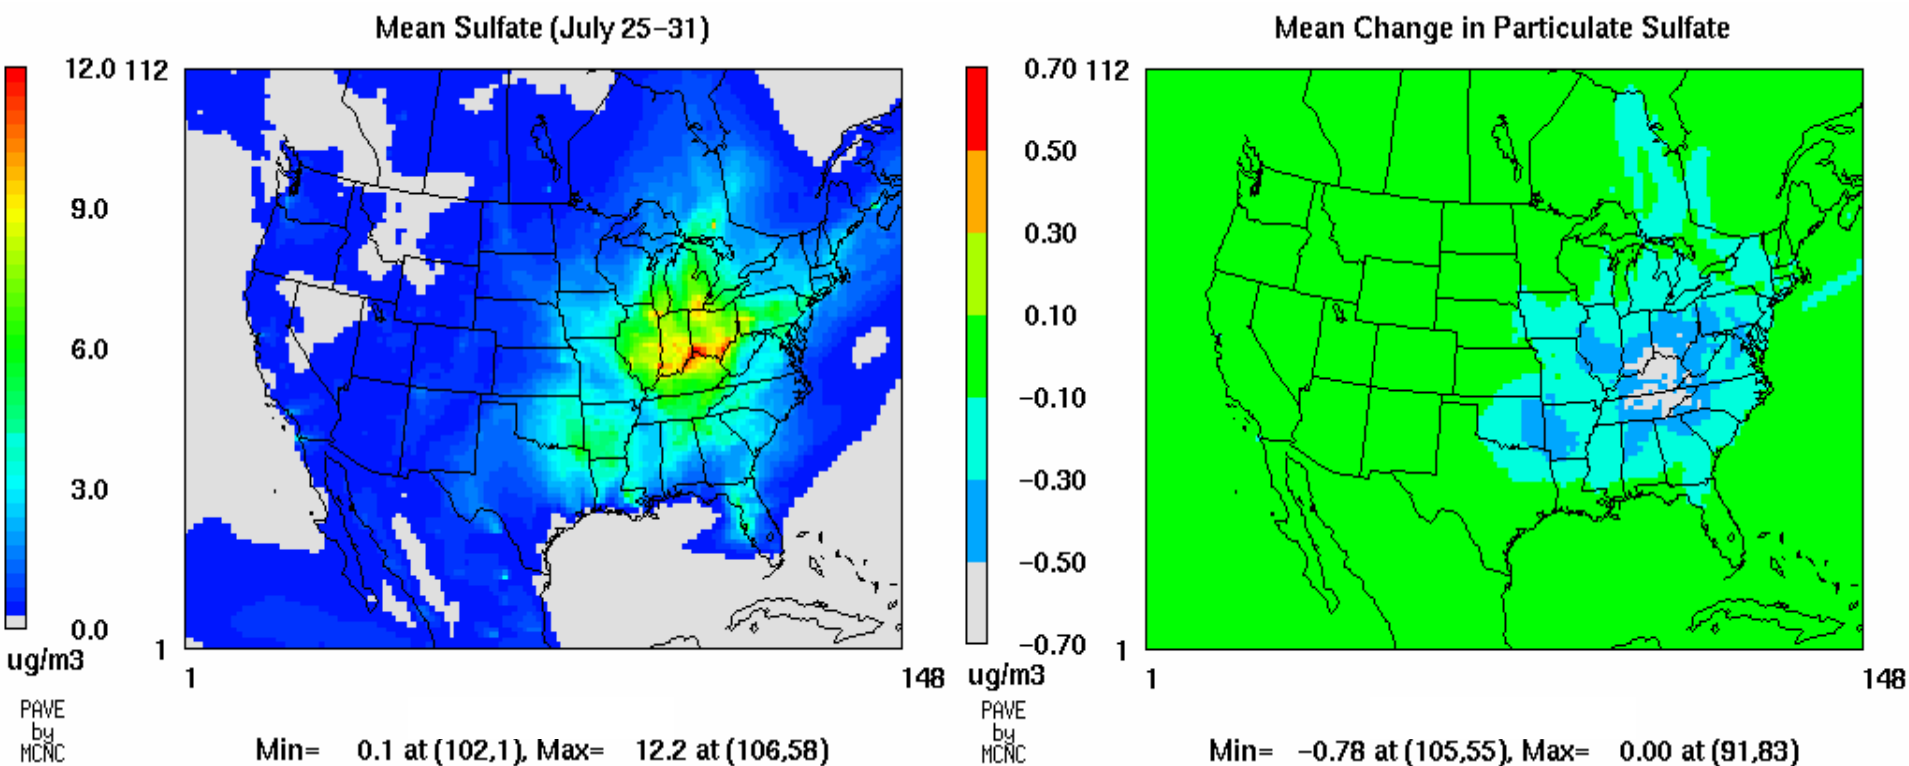 Mean Sulfate (July 25–31)
12.0
9.0
6.0
3.0
0.0
ug/m3
112
1
1
148
PAVE
by
MCNC
Min= 0.1 at (102,1), Max= 12.2 at (106,58)
Mean Change in Particulate Sulfate
0.70
0.50
0.30
0.10
−0.10
−0.30
−0.50
−0.70
ug/m3
112
1
1
148
PAVE
by
MCNC
Min= −0.78 at (105,55), Max= 0.00 at (91,83)